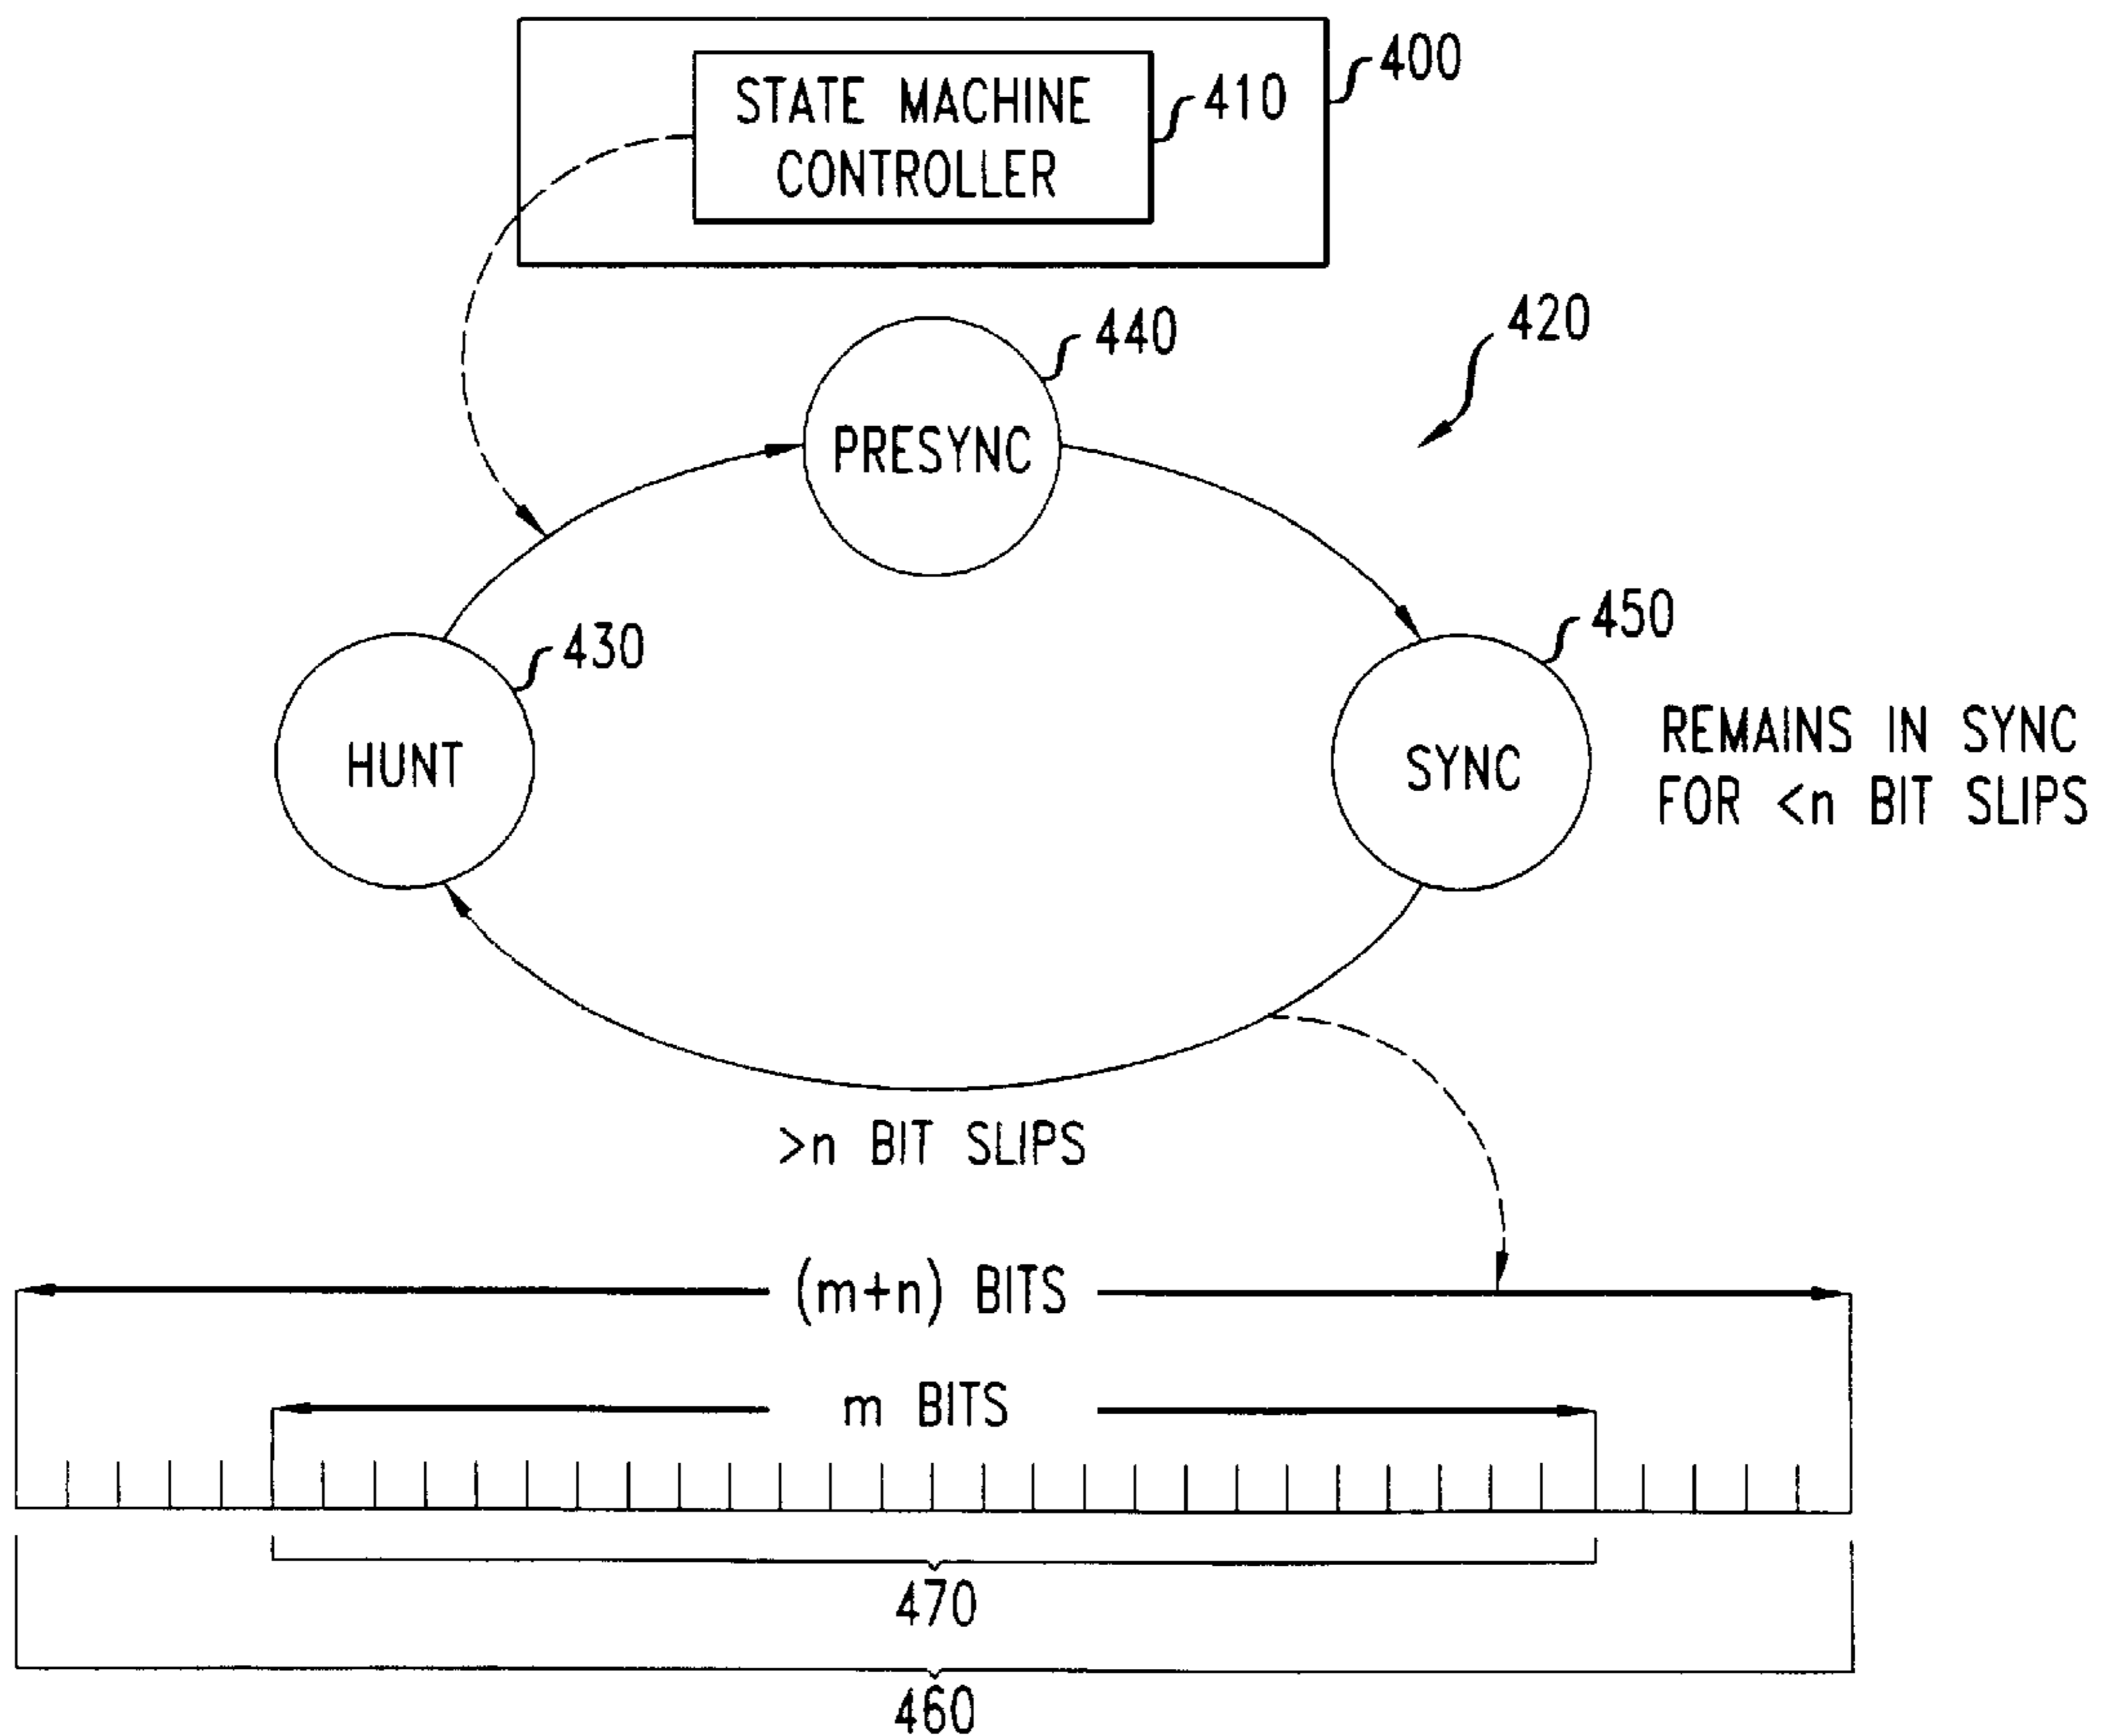 400
STATE MACHINE
CONTROLLER
410
440
420
PRESYNC
430
450
HUNT
SYNC
REMAINS IN SYNC
FOR <n BIT SLIPS
>n BIT SLIPS
(m+n) BITS
m BITS
470
460